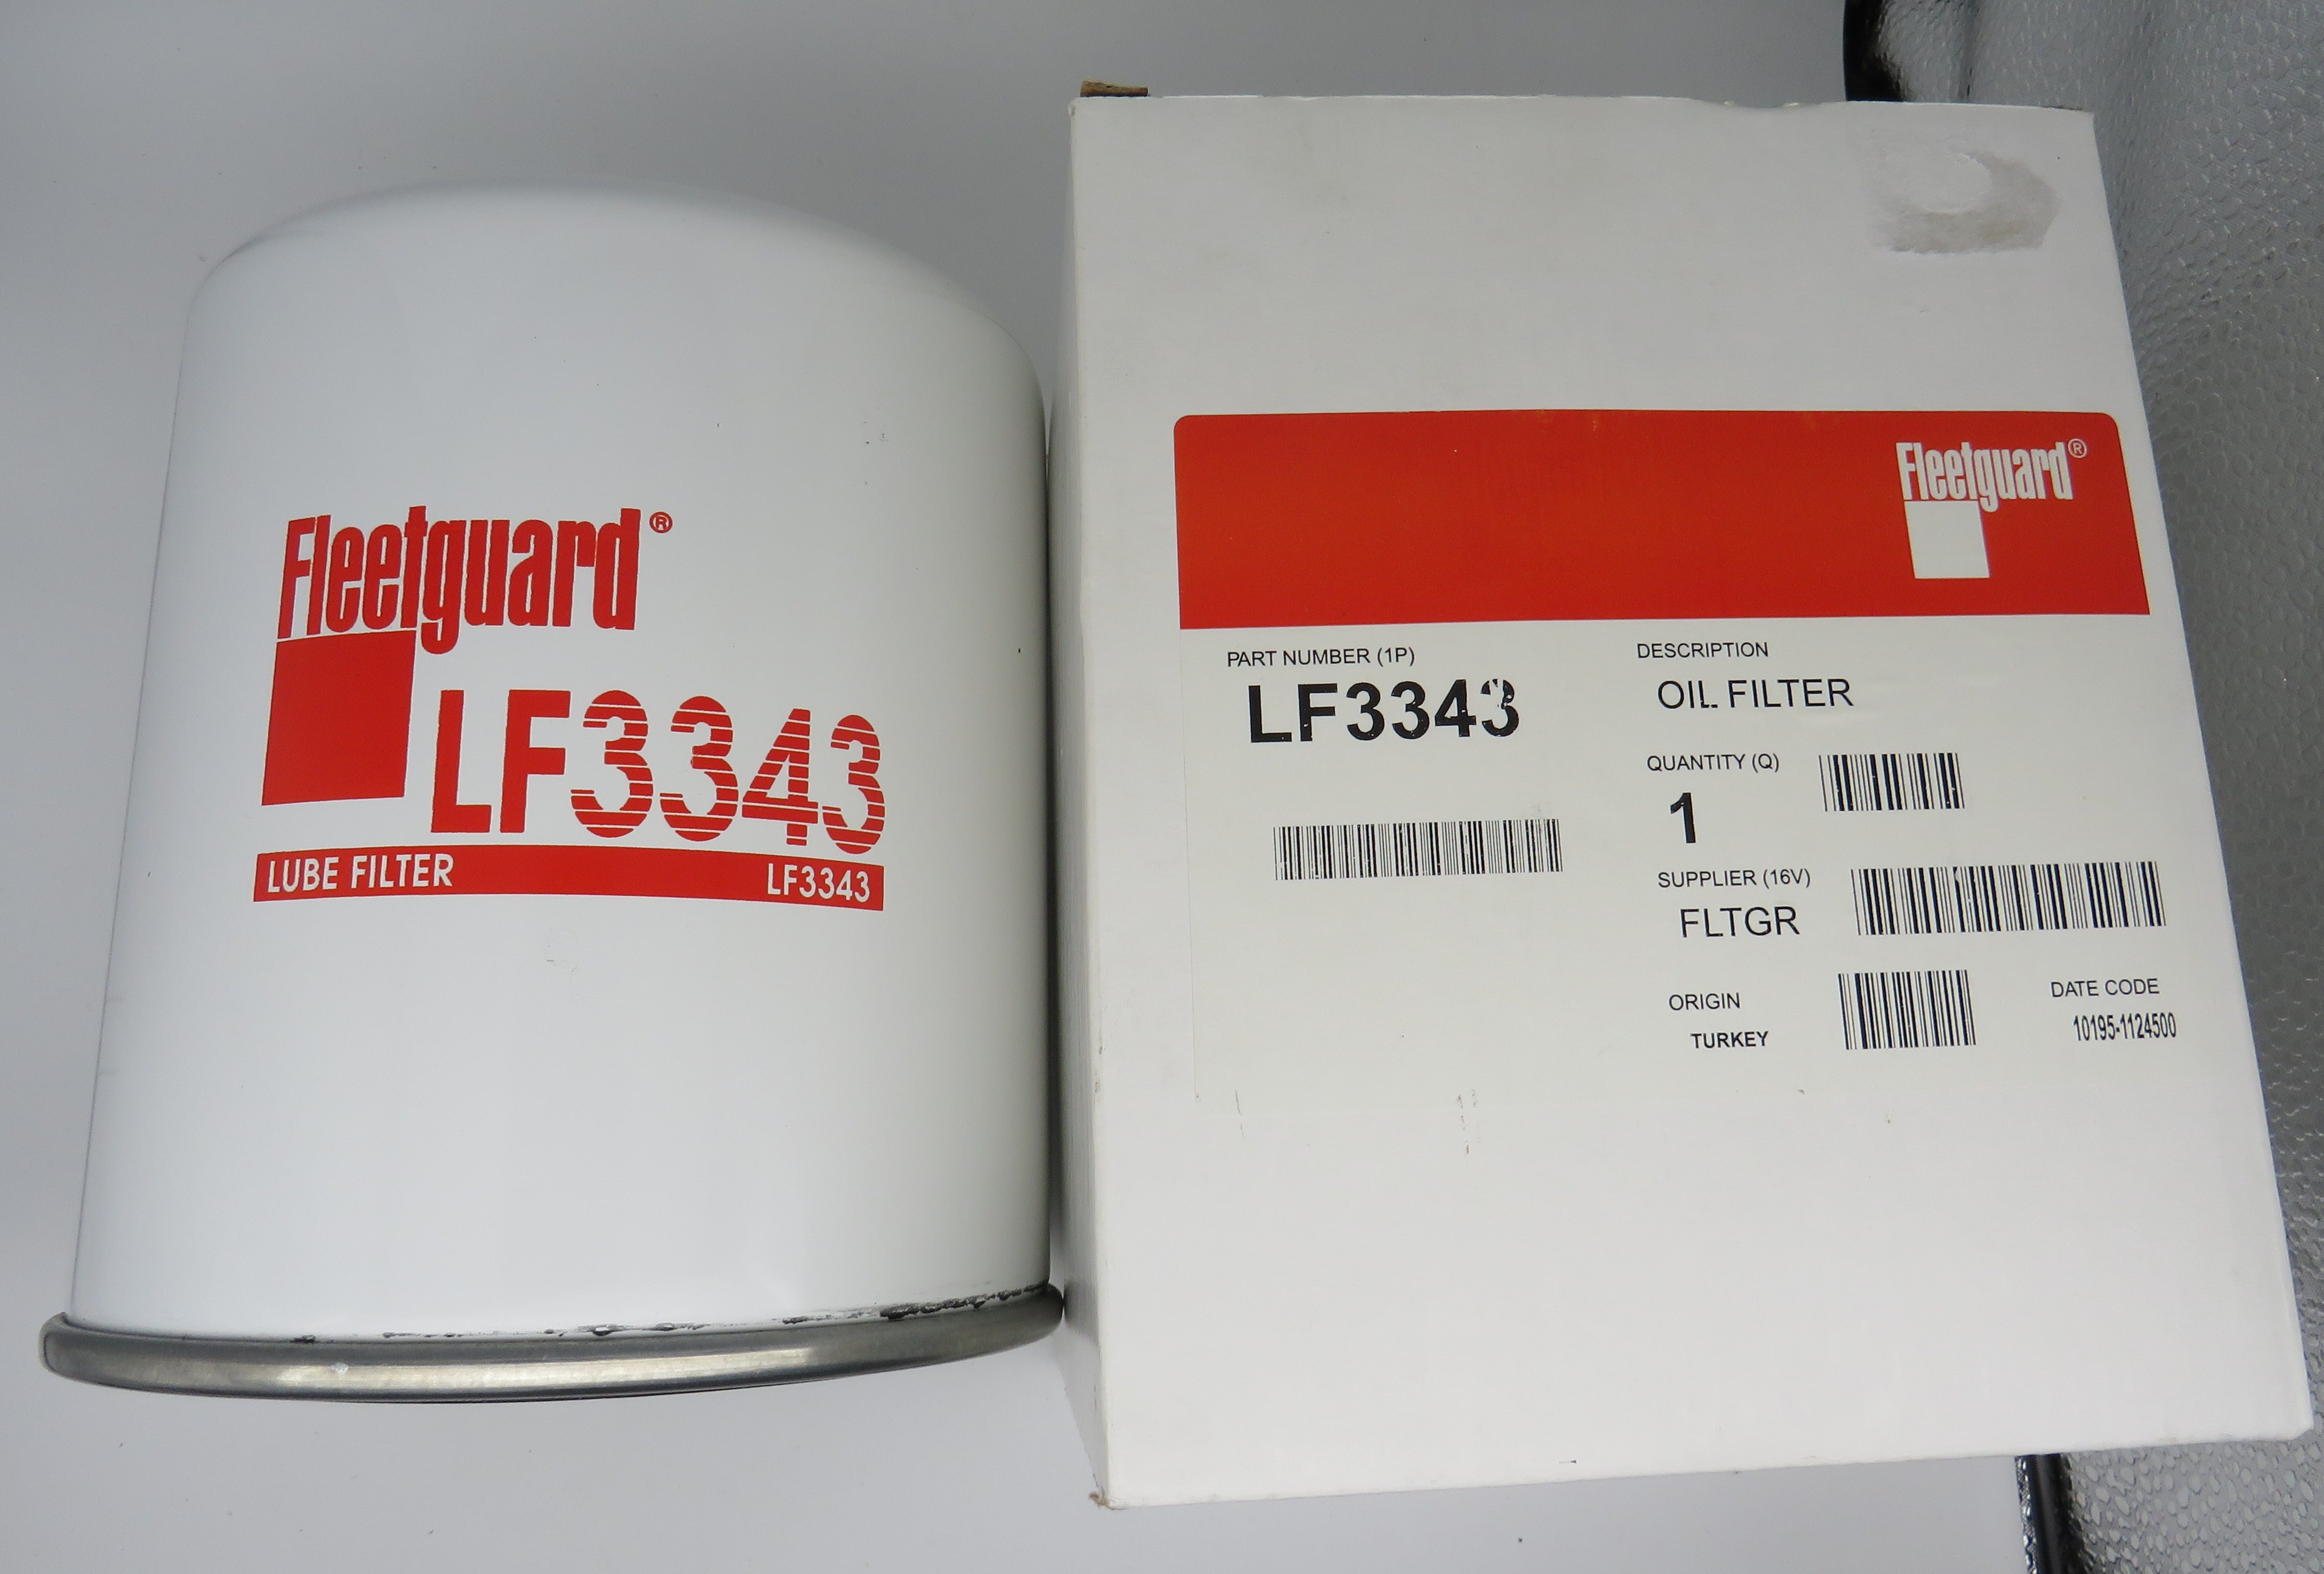 Fleetguard®
LF3343
LUBE FILTER LF3343
Fleetguard®
PART NUMBER (1P)
LF3343
DESCRIPTION
OIL FILTER
QUANTITY (Q)
1
SUPPLIER (16V)
FLTGR
ORIGIN
TURKEY
DATE CODE
10195-1124500